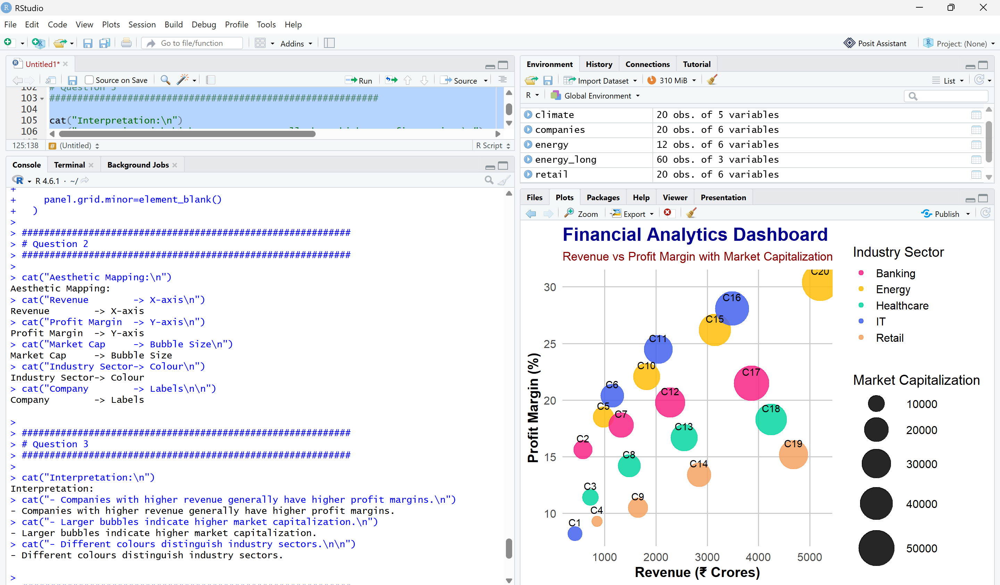 RStudio
File Edit Code View Plots Session Build Debug Profile Tools Help
Go to file/function Addins Posit Assistant Project: (None)
Untitled1*
Source on Save Run Source
102 # Question 3
103 ###########################################################
104
105 cat("Interpretation:\n")
106
125:138 # (Untitled) R Script
Console Terminal Background Jobs
R 4.6.1 · ~/
+
+ panel.grid.minor=element_blank()
+ )
>
> ###########################################################
> # Question 2
> ###########################################################
>
> cat("Aesthetic Mapping:\n")
Aesthetic Mapping:
> cat("Revenue        -> X-axis\n")
Revenue        -> X-axis
> cat("Profit Margin  -> Y-axis\n")
Profit Margin  -> Y-axis
> cat("Market Cap     -> Bubble Size\n")
Market Cap     -> Bubble Size
> cat("Industry Sector-> Colour\n")
Industry Sector-> Colour
> cat("Company        -> Labels\n\n")
Company        -> Labels
>
> ###########################################################
> # Question 3
> ###########################################################
>
> cat("Interpretation:\n")
Interpretation:
> cat("- Companies with higher revenue generally have higher profit margins.\n")
- Companies with higher revenue generally have higher profit margins.
> cat("- Larger bubbles indicate higher market capitalization.\n")
- Larger bubbles indicate higher market capitalization.
> cat("- Different colours distinguish industry sectors.\n\n")
- Different colours distinguish industry sectors.
>
Environment History Connections Tutorial
Import Dataset 310 MiB List
R Global Environment
climate 20 obs. of 5 variables
companies 20 obs. of 6 variables
energy 12 obs. of 6 variables
energy_long 60 obs. of 3 variables
retail 20 obs. of 6 variables
Files Plots Packages Help Viewer Presentation
Zoom Export Publish
Financial Analytics Dashboard
Revenue vs Profit Margin with Market Capitalization
Profit Margin (%)
30
25
20
15
10
C20
C16
C15
C11
C10
C17
C6
C12
C5
C7
C18
C13
C2
C19
C8
C14
C3
C9
C4
C1
1000 2000 3000 4000 5000
Revenue (₹ Crores)
Industry Sector
Banking
Energy
Healthcare
IT
Retail
Market Capitalization
10000
20000
30000
40000
50000